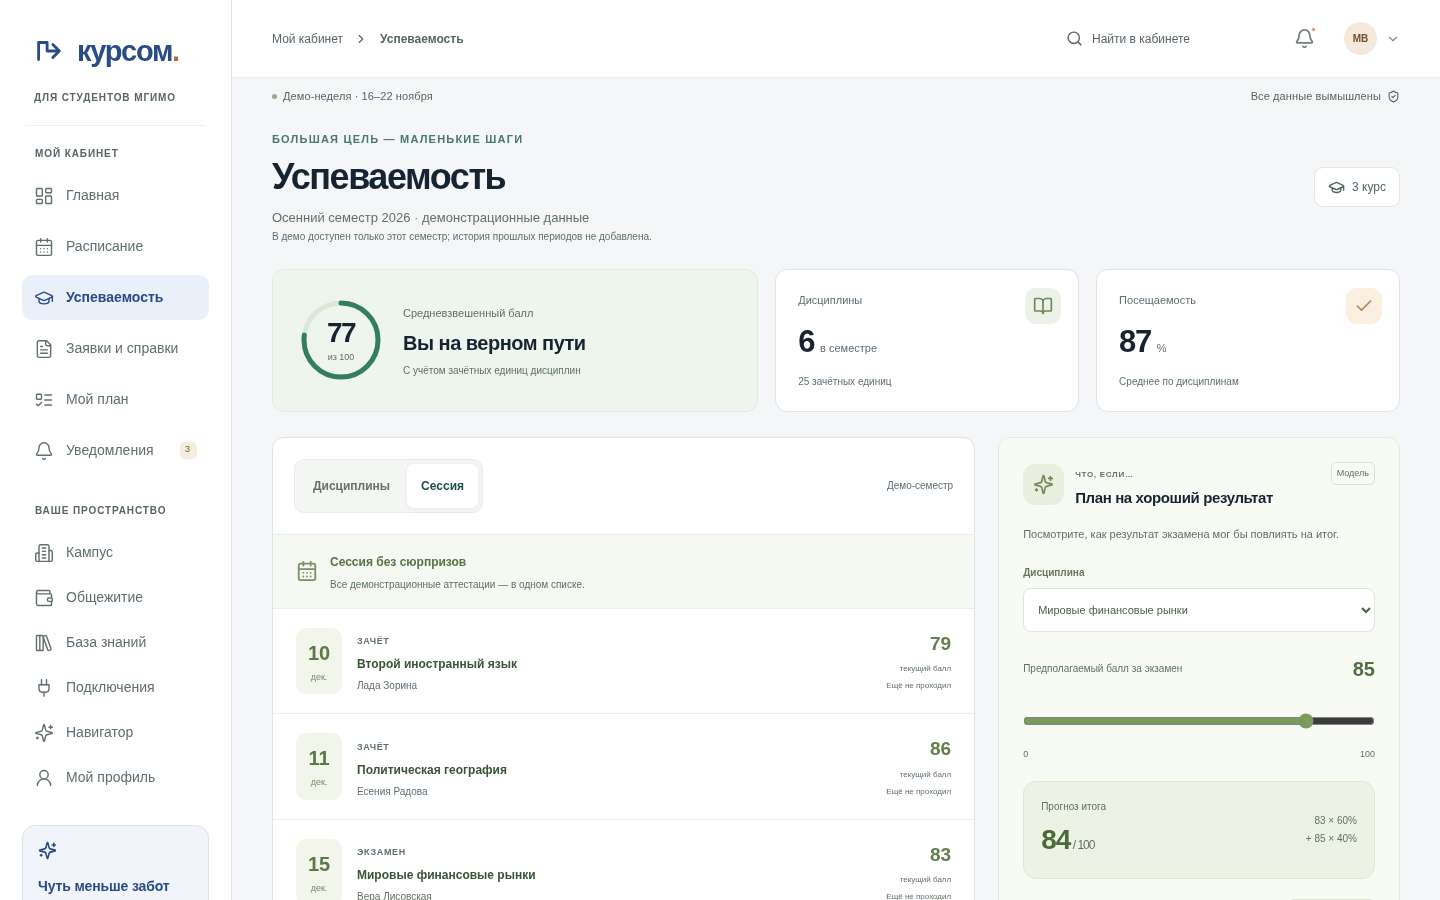 курсом.
ДЛЯ СТУДЕНТОВ МГИМО
МОЙ КАБИНЕТ
Главная
Расписание
Успеваемость
Заявки и справки
Мой план
Уведомления 3
ВАШЕ ПРОСТРАНСТВО
Кампус
Общежитие
База знаний
Подключения
Навигатор
Мой профиль
Чуть меньше забот
Мой кабинет Успеваемость
Найти в кабинете
МВ
Демо-неделя · 16–22 ноября
Все данные вымышлены
БОЛЬШАЯ ЦЕЛЬ — МАЛЕНЬКИЕ ШАГИ
Успеваемость
Осенний семестр 2026 · демонстрационные данные
В демо доступен только этот семестр; история прошлых периодов не добавлена.
3 курс
77
из 100
Средневзвешенный балл
Вы на верном пути
С учётом зачётных единиц дисциплин
Дисциплины
6 в семестре
25 зачётных единиц
Посещаемость
87 %
Среднее по дисциплинам
Дисциплины Сессия
Демо-семестр
Сессия без сюрпризов
Все демонстрационные аттестации — в одном списке.
10
дек.
ЗАЧЁТ
Второй иностранный язык
Лада Зорина
79
текущий балл
Ещё не проходил
11
дек.
ЗАЧЁТ
Политическая география
Есения Радова
86
текущий балл
Ещё не проходил
15
дек.
ЭКЗАМЕН
Мировые финансовые рынки
Вера Лисовская
83
текущий балл
Ещё не проходил
ЧТО, ЕСЛИ…
План на хороший результат
Модель
Посмотрите, как результат экзамена мог бы повлиять на итог.
Дисциплина
Мировые финансовые рынки
Предполагаемый балл за экзамен 85
0 100
Прогноз итога
84 / 100
83 × 60%
+ 85 × 40%